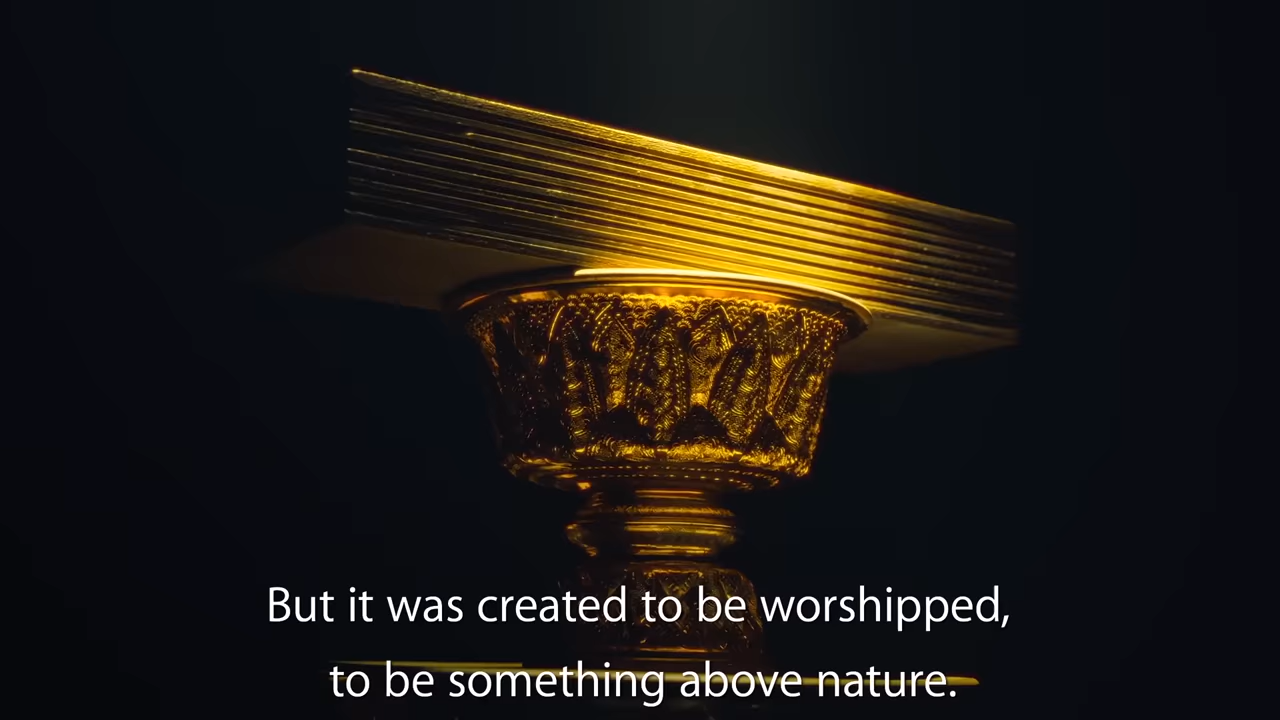 But it was created to be worshipped,
to be something above nature.